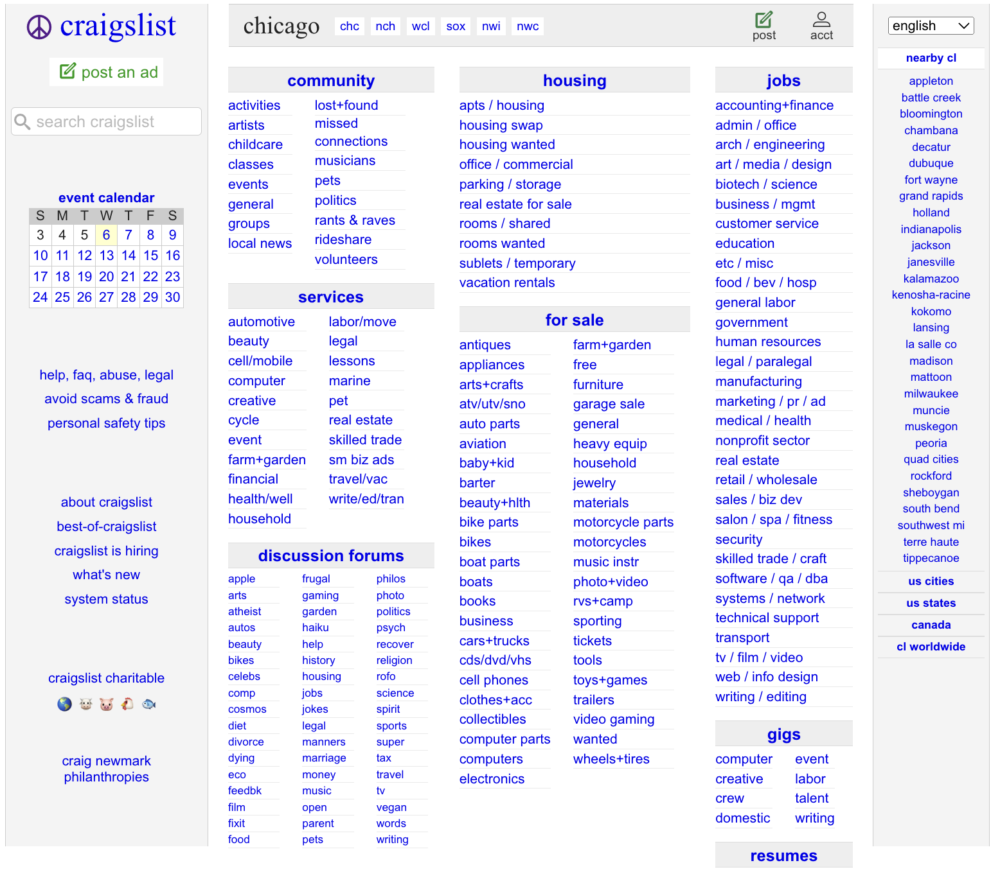 craigslist
post an ad
search craigslist
event calendar
S M T W T F S
3 4 5 6 7 8 9
10 11 12 13 14 15 16
17 18 19 20 21 22 23
24 25 26 27 28 29 30
help, faq, abuse, legal
avoid scams & fraud
personal safety tips
about craigslist
best-of-craigslist
craigslist is hiring
what's new
system status
craigslist charitable
craig newmark
philanthropies
chicago chc nch wcl sox nwi nwc
post
acct
community
activities
artists
childcare
classes
events
general
groups
local news
lost+found
missed
connections
musicians
pets
politics
rants & raves
rideshare
volunteers
services
automotive
beauty
cell/mobile
computer
creative
cycle
event
farm+garden
financial
health/well
household
labor/move
legal
lessons
marine
pet
real estate
skilled trade
sm biz ads
travel/vac
write/ed/tran
discussion forums
apple
arts
atheist
autos
beauty
bikes
celebs
comp
cosmos
diet
divorce
dying
eco
feedbk
film
fixit
food
frugal
gaming
garden
haiku
help
history
housing
jobs
jokes
legal
manners
marriage
money
music
open
parent
pets
philos
photo
politics
psych
recover
religion
rofo
science
spirit
sports
super
tax
travel
tv
vegan
words
writing
housing
apts / housing
housing swap
housing wanted
office / commercial
parking / storage
real estate for sale
rooms / shared
rooms wanted
sublets / temporary
vacation rentals
for sale
antiques
appliances
arts+crafts
atv/utv/sno
auto parts
aviation
baby+kid
barter
beauty+hlth
bike parts
bikes
boat parts
boats
books
business
cars+trucks
cds/dvd/vhs
cell phones
clothes+acc
collectibles
computer parts
computers
electronics
farm+garden
free
furniture
garage sale
general
heavy equip
household
jewelry
materials
motorcycle parts
motorcycles
music instr
photo+video
rvs+camp
sporting
tickets
tools
toys+games
trailers
video gaming
wanted
wheels+tires
jobs
accounting+finance
admin / office
arch / engineering
art / media / design
biotech / science
business / mgmt
customer service
education
etc / misc
food / bev / hosp
general labor
government
human resources
legal / paralegal
manufacturing
marketing / pr / ad
medical / health
nonprofit sector
real estate
retail / wholesale
sales / biz dev
salon / spa / fitness
security
skilled trade / craft
software / qa / dba
systems / network
technical support
transport
tv / film / video
web / info design
writing / editing
gigs
computer
creative
crew
domestic
event
labor
talent
writing
resumes
english
nearby cl
appleton
battle creek
bloomington
chambana
decatur
dubuque
fort wayne
grand rapids
holland
indianapolis
jackson
janesville
kalamazoo
kenosha-racine
kokomo
lansing
la salle co
madison
mattoon
milwaukee
muncie
muskegon
peoria
quad cities
rockford
sheboygan
south bend
southwest mi
terre haute
tippecanoe
us cities
us states
canada
cl worldwide